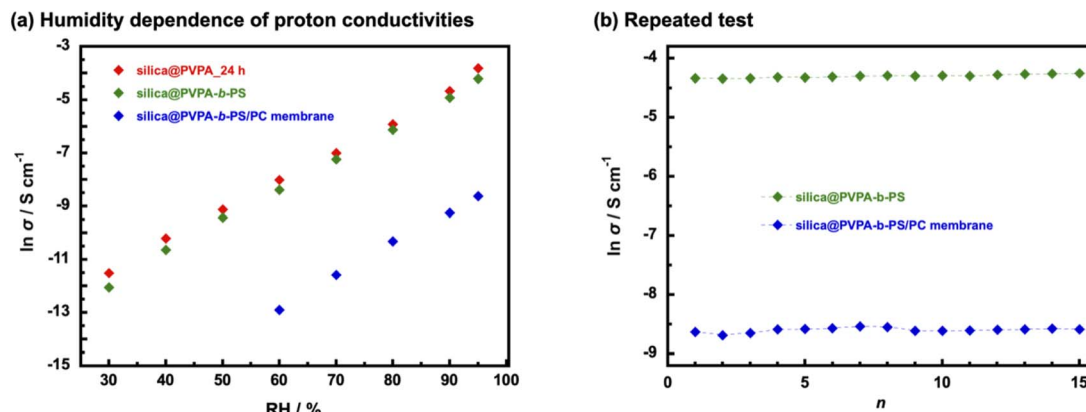 (a) Humidity dependence of proton conductivities
-3
-5
-7
-9
-11
-13
-15
ln σ / S cm⁻¹
silica@PVPA_24 h
silica@PVPA-b-PS
silica@PVPA-b-PS/PC membrane
30 40 50 60 70 80 90 100
RH / %
(b) Repeated test
-4
-5
-6
-7
-8
-9
ln σ / S cm⁻¹
silica@PVPA-b-PS
silica@PVPA-b-PS/PC membrane
0 5 10 15
n